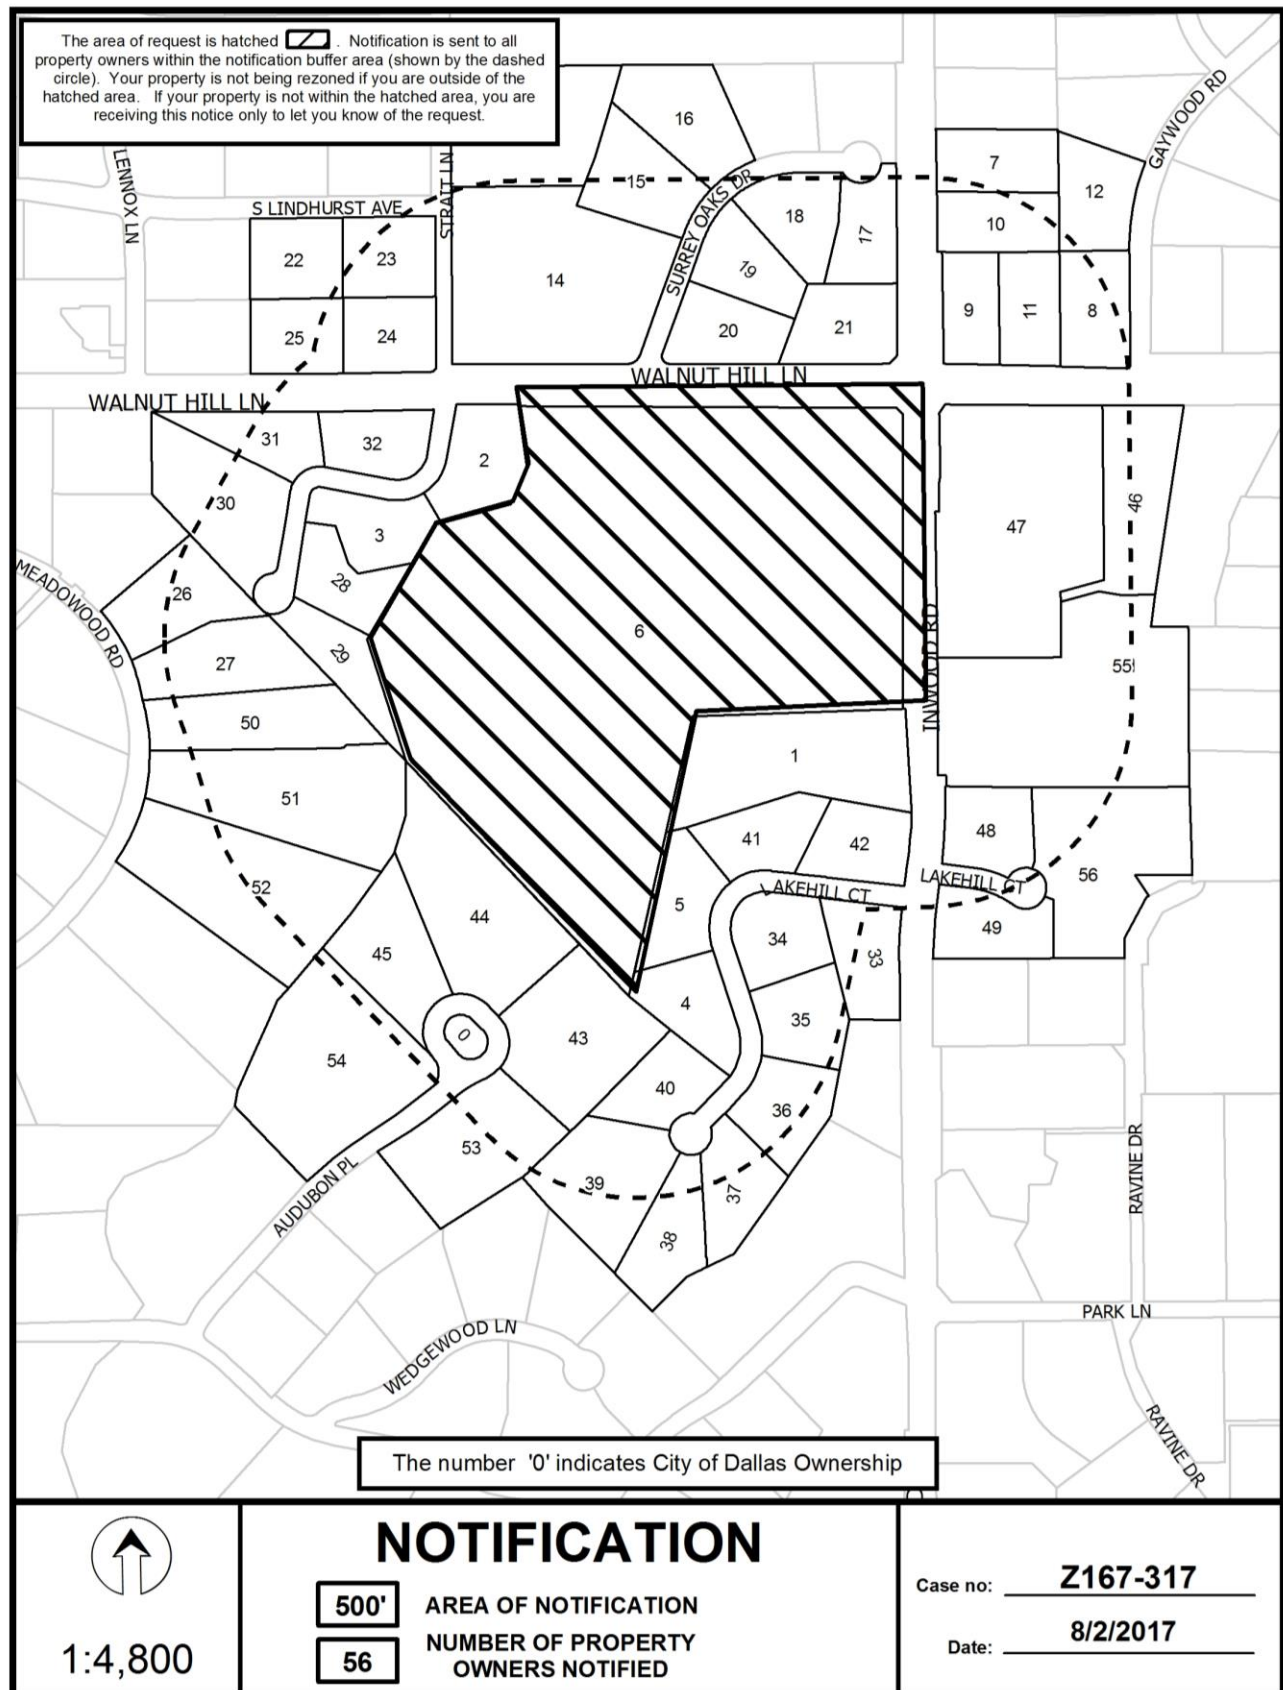 The area of request is hatched . Notification is sent to all
property owners within the notification buffer area (shown by the dashed
circle). Your property is not being rezoned if you are outside of the
hatched area. If your property is not within the hatched area, you are
receiving this notice only to let you know of the request.
16
7
12
GAYWOOD RD
LENNOX LN
STRAIT LN
15
S LINDHURST AVE
SURREY OAKS DR
18
17
10
22
23
14
19
9
11
8
25
24
20
21
WALNUT HILL LN
WALNUT HILL LN
31
32
2
30
3
47
46
MEADOWOOD RD
26
28
6
27
29
INWOOD RD
55
50
1
51
41
42
48
52
LAKEHILL CT
LAKEHILL CT
56
44
5
34
33
49
45
4
35
0
43
54
40
36
53
39
37
38
AUDUBON PL
RAVINE DR
PARK LN
WEDGEWOOD LN
RAVINE DR
The number '0' indicates City of Dallas Ownership
1:4,800
NOTIFICATION
500' AREA OF NOTIFICATION
56 NUMBER OF PROPERTY
OWNERS NOTIFIED
Case no: Z167-317
Date: 8/2/2017